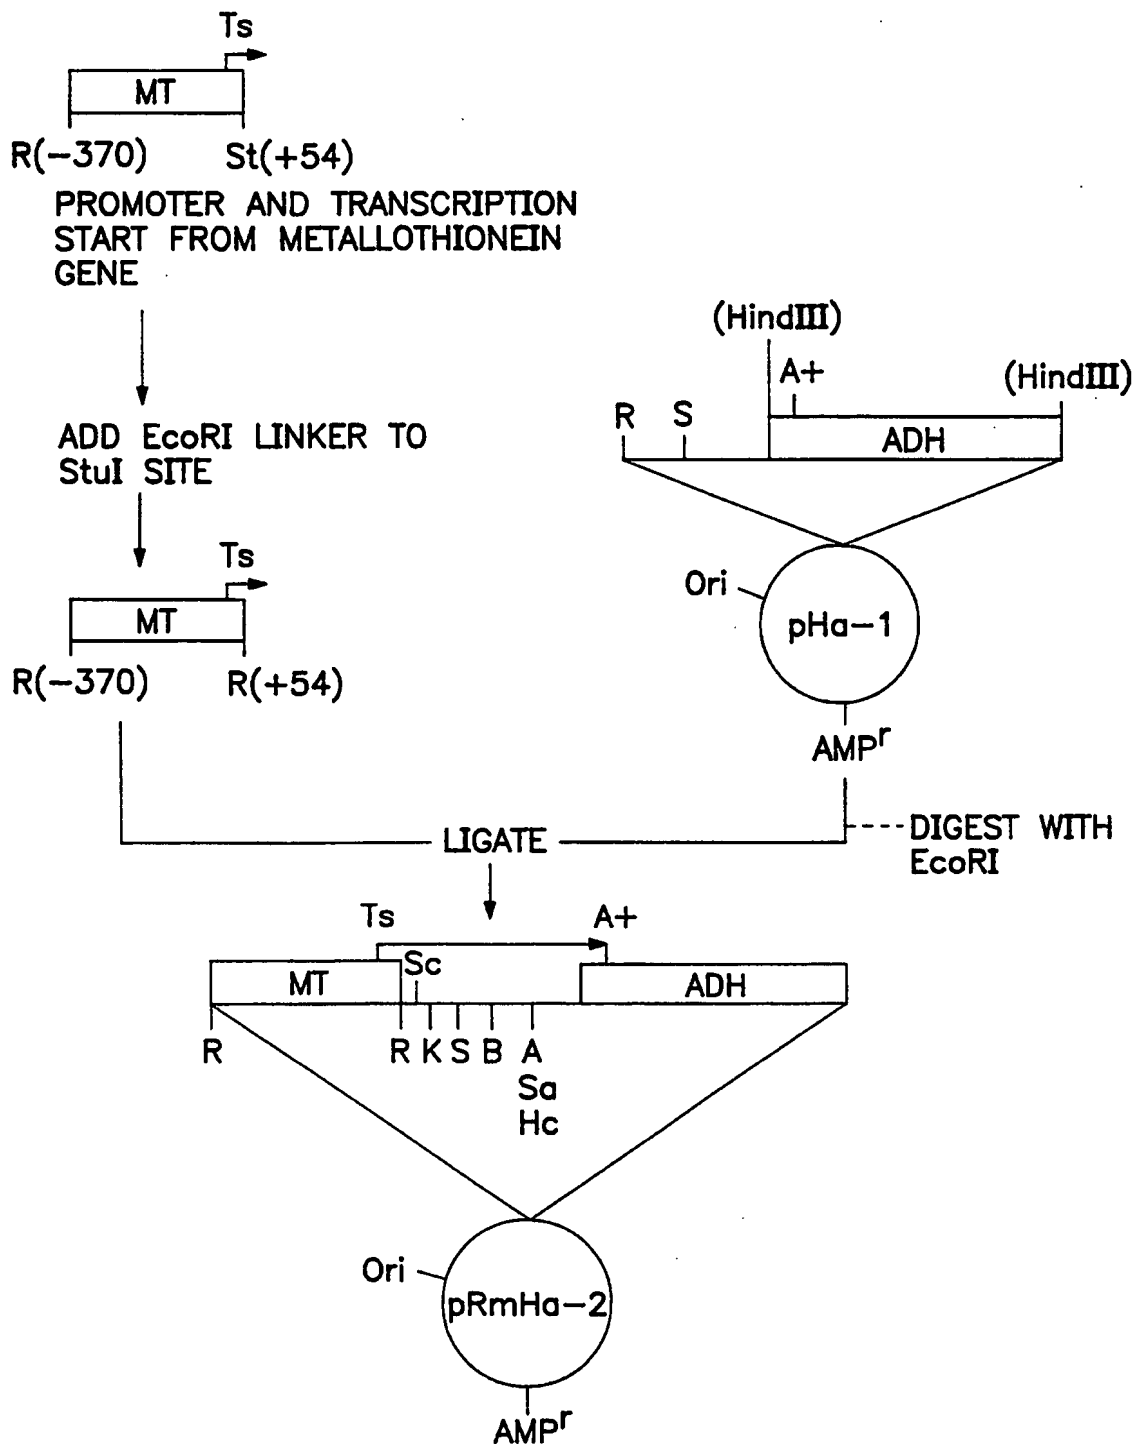 Ts
MT
R(-370)
St(+54)
PROMOTER AND TRANSCRIPTION
START FROM METALLOTHIONEIN
GENE
ADD EcoRI LINKER TO
StuI SITE
Ts
MT
R(-370)
R(+54)
(HindIII)
A+
(HindIII)
R
S
ADH
Ori
pHa-1
AMPr
LIGATE
DIGEST WITH
EcoRI
Ts
A+
MT
Sc
ADH
R
R K S B A
Sa
Hc
Ori
pRmHa-2
AMPr